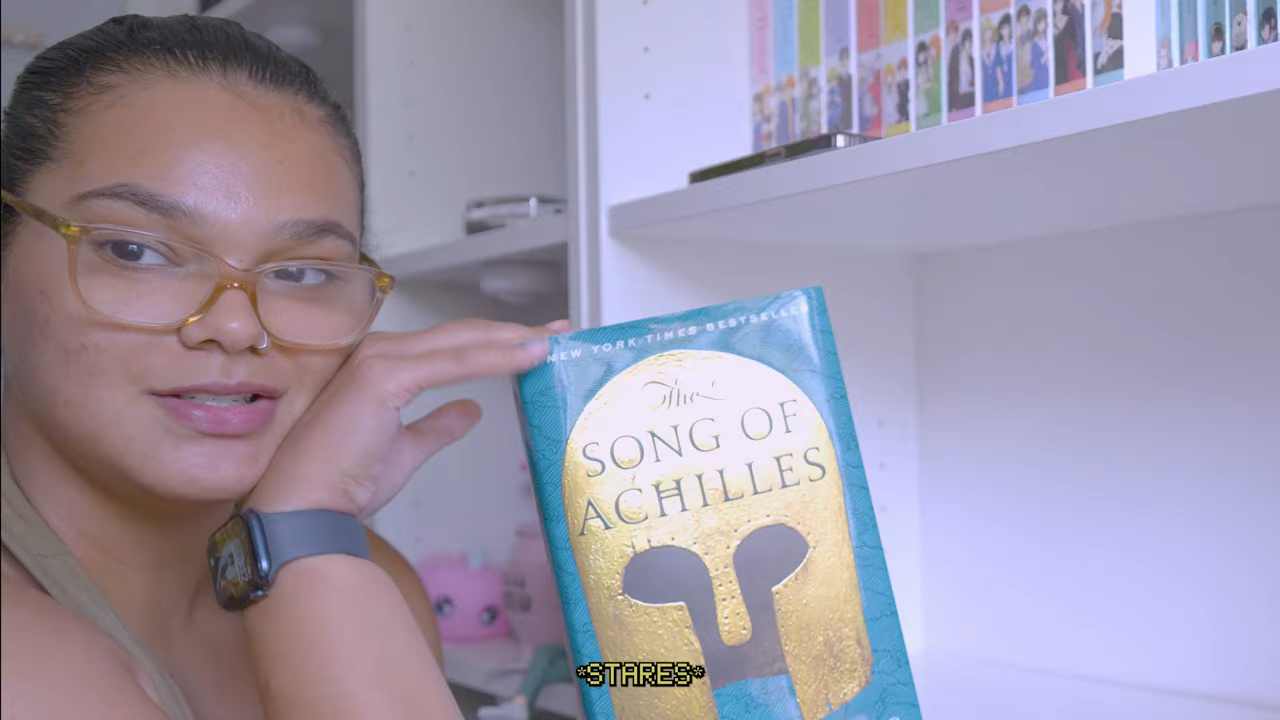 NEW YORK TIMES BESTSELLER
The
SONG OF
ACHILLES
*STARES*